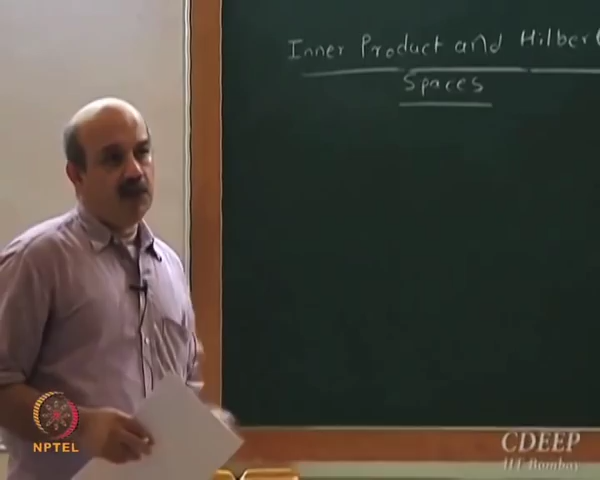 Inner Product and Hilbert
Spaces
NPTEL
CDEEP
IIT Bombay